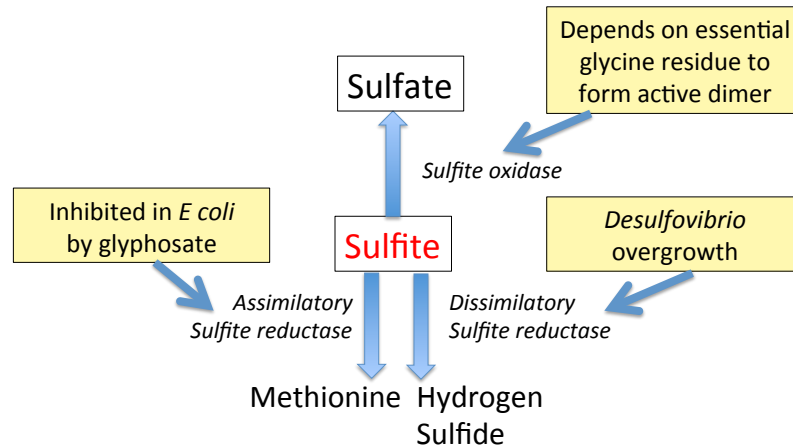 Depends on essential
glycine residue to
form active dimer
Sulfate
Sulfite oxidase
Inhibited in E coli
by glyphosate
Sulfite
Desulfovibrio
overgrowth
Assimilatory
Sulfite reductase
Dissimilatory
Sulfite reductase
Methionine
Hydrogen
Sulfide